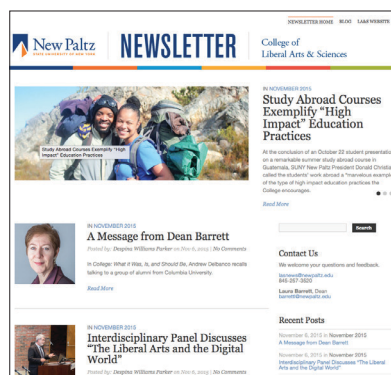 NEWSLETTER HOME BLOG LA&S WEBSITE
New Paltz
STATE UNIVERSITY OF NEW YORK
NEWSLETTER
College of
Liberal Arts & Sciences
IN NOVEMBER 2015
Study Abroad Courses
Exemplify “High
Impact” Education
Practices
Study Abroad Courses Exemplify “High
Impact” Education Practices
At the conclusion of an October 22 student presentation
on a remarkable summer study abroad course in
Guatemala, SUNY New Paltz President Donald Christian
called the students’ work abroad a “marvelous example
of the type of high impact education practices the
College encourages.
Read More
IN NOVEMBER 2015
A Message from Dean Barrett
Posted by: Despina Williams Parker on Nov 6, 2015 | No Comments
In College: What it Was, Is, and Should Be, Andrew Delbanco recalls
talking to a group of alumni from Columbia University.
Read More
Search
Contact Us
We welcome your questions and feedback.
lasnews@newpaltz.edu
845-257-3520
Laura Barrett, Dean
barrettl@newpaltz.edu
IN NOVEMBER 2015
Interdisciplinary Panel Discusses
“The Liberal Arts and the Digital
World”
Posted by: Despina Williams Parker on Nov 6, 2015 | No Comments
Recent Posts
November 6, 2015 in November 2015
A Message from Dean Barrett
November 6, 2015 in November 2015
Interdisciplinary Panel Discusses “The
Liberal Arts and the Digital World”